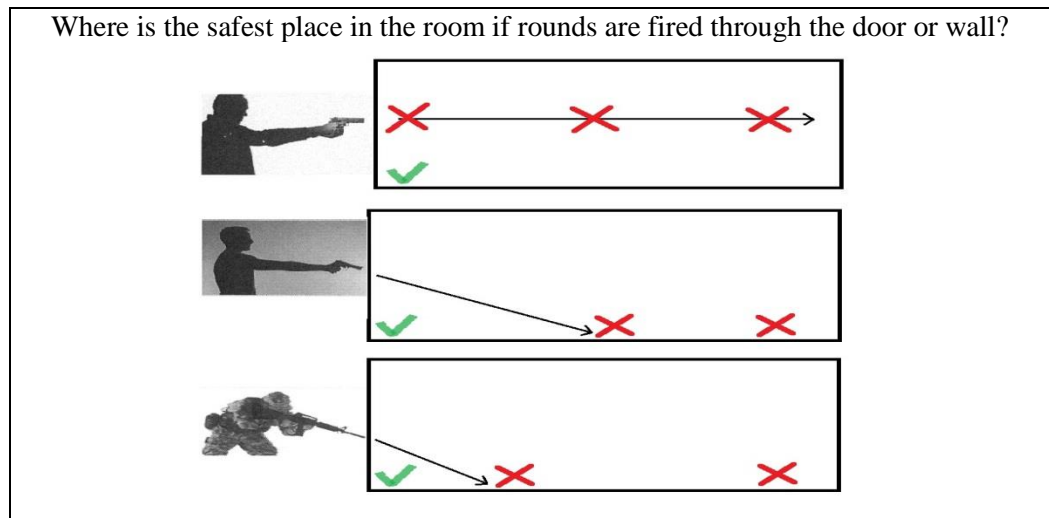 Where is the safest place in the room if rounds are fired through the door or wall?